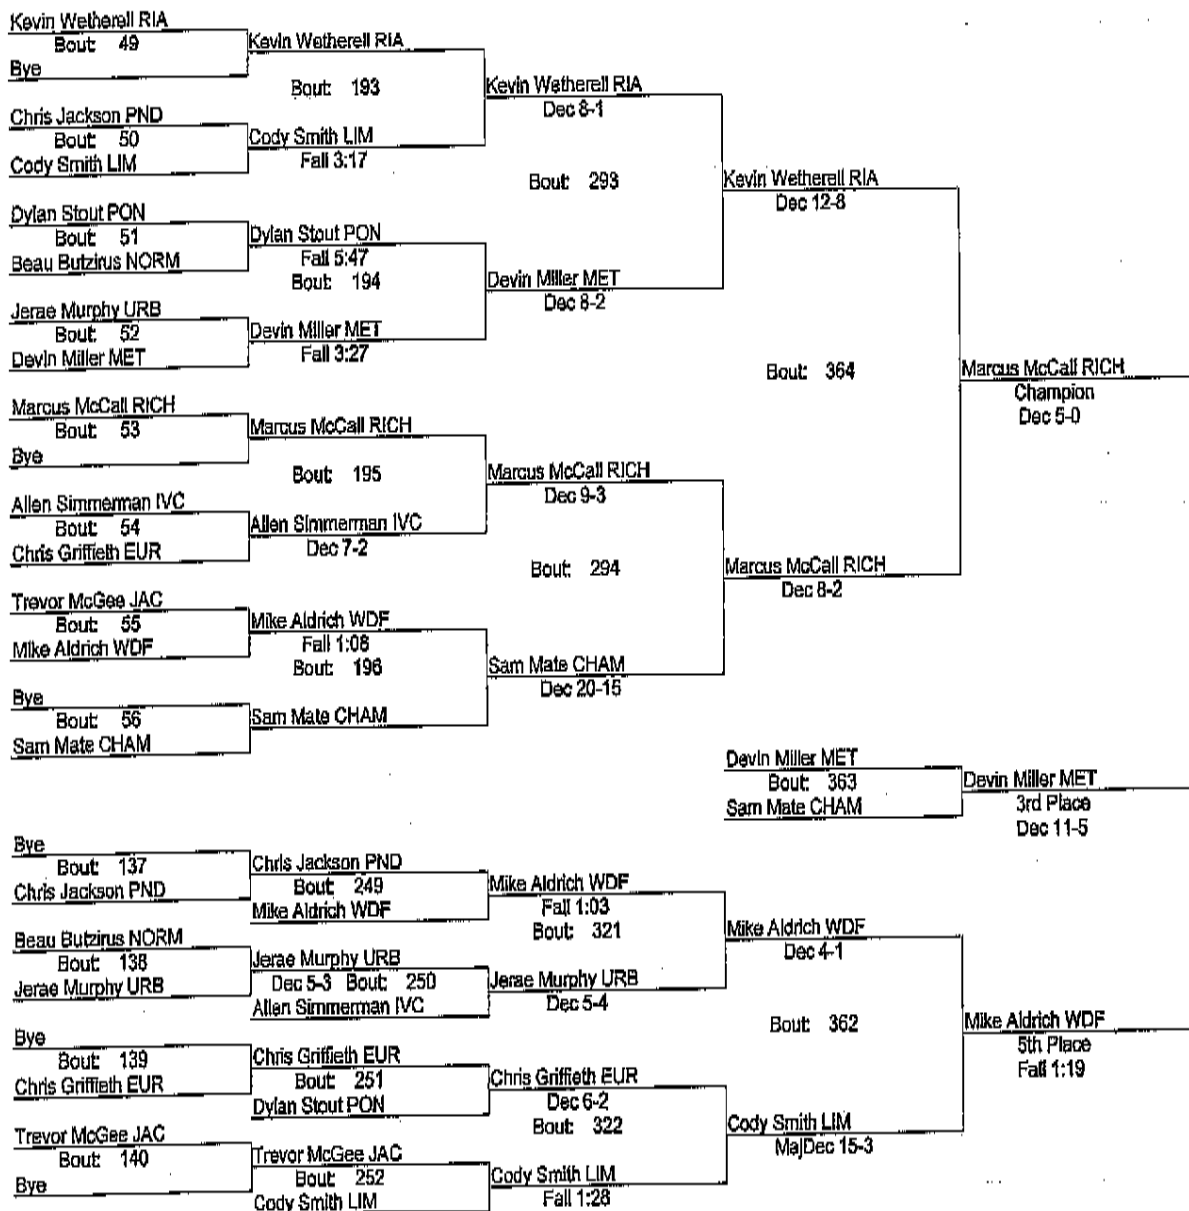 Kevin Wetherell RIA
Bout: 49
Bye
Kevin Wetherell RIA
Bout: 193
Chris Jackson PND
Bout: 50
Cody Smith LIM
Cody Smith LIM
Fall 3:17
Kevin Wetherell RIA
Dec 8-1
Bout: 293
Dylan Stout PON
Bout: 51
Beau Butzirus NORM
Dylan Stout PON
Fall 5:47
Bout: 194
Jerae Murphy URB
Bout: 52
Devin Miller MET
Devin Miller MET
Fall 3:27
Devin Miller MET
Dec 8-2
Kevin Wetherell RIA
Dec 12-8
Bout: 364
Marcus McCall RICH
Champion
Dec 5-0
Marcus McCall RICH
Bout: 53
Bye
Marcus McCall RICH
Bout: 195
Allen Simmerman IVC
Bout: 54
Chris Griffieth EUR
Allen Simmerman IVC
Dec 7-2
Marcus McCall RICH
Dec 9-3
Bout: 294
Marcus McCall RICH
Dec 8-2
Trevor McGee JAC
Bout: 55
Mike Aldrich WDF
Mike Aldrich WDF
Fall 1:08
Bout: 196
Bye
Bout: 56
Sam Mate CHAM
Sam Mate CHAM
Sam Mate CHAM
Dec 20-15
Devin Miller MET
Bout: 363
Sam Mate CHAM
Devin Miller MET
3rd Place
Dec 11-5
Bye
Bout: 137
Chris Jackson PND
Chris Jackson PND
Bout: 249
Mike Aldrich WDF
Mike Aldrich WDF
Fall 1:03
Bout: 321
Beau Butzirus NORM
Bout: 138
Jerae Murphy URB
Jerae Murphy URB
Dec 5-3 Bout: 250
Allen Simmerman IVC
Jerae Murphy URB
Dec 5-4
Mike Aldrich WDF
Dec 4-1
Bout: 362
Mike Aldrich WDF
5th Place
Fall 1:19
Bye
Bout: 139
Chris Griffieth EUR
Chris Griffieth EUR
Bout: 251
Dylan Stout PON
Chris Griffieth EUR
Dec 6-2
Bout: 322
Cody Smith LIM
MajDec 15-3
Trevor McGee JAC
Bout: 140
Bye
Trevor McGee JAC
Bout: 252
Cody Smith LIM
Cody Smith LIM
Fall 1:28